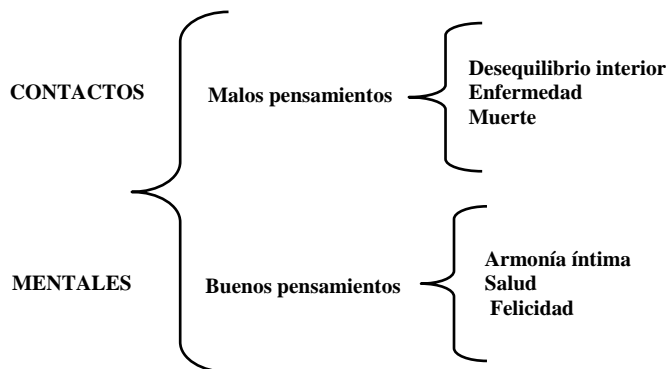 CONTACTOS
Malos pensamientos
Desequilibrio interior
Enfermedad
Muerte
MENTALES
Buenos pensamientos
Armonía íntima
Salud
Felicidad